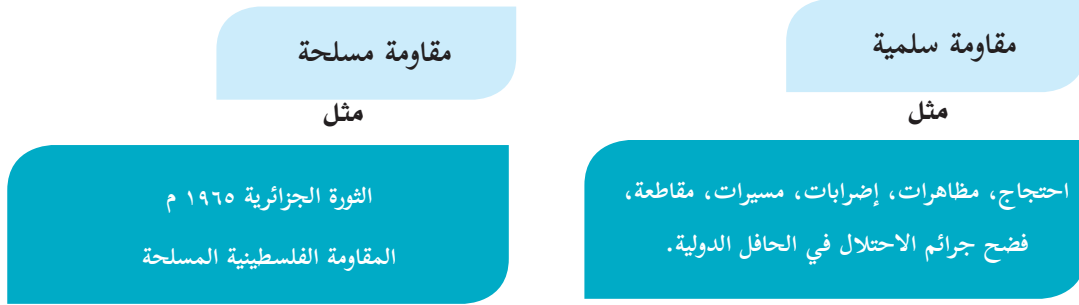 مقاومة سلمية
مثل
احتجاج، مظاهرات، إضرابات، مسيرات، مقاطعة،
فضح جرائم الاحتلال في الحافل الدولية.
مقاومة مسلحة
مثل
الثورة الجزائرية ١٩٦٥ م
المقاومة الفلسطينية المسلحة